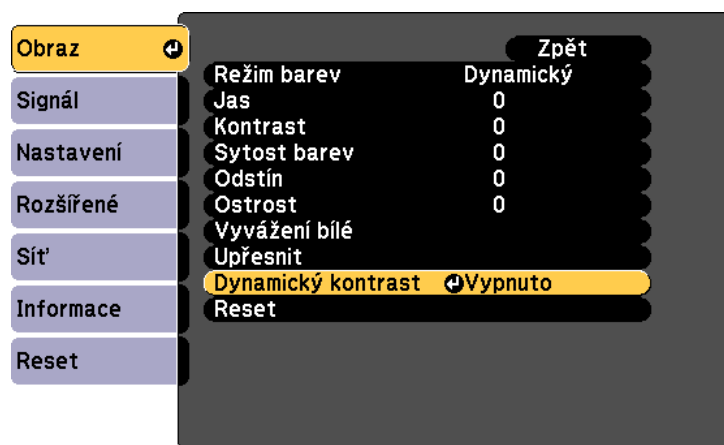 Obraz
Signál
Nastavení
Rozšířené
Síť
Informace
Reset
Zpět
Režim barev Dynamický
Jas 0
Kontrast 0
Sytost barev 0
Odstín 0
Ostrost 0
Vyvážení bílé
Upřesnit
Dynamický kontrast Vypnuto
Reset